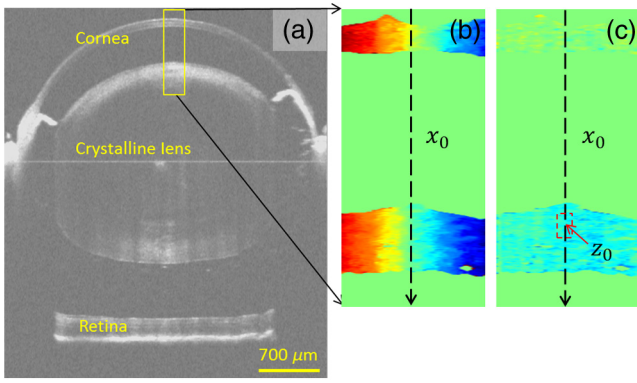 (a)
Cornea
Crystalline lens
Retina
700 μm
(b)
x₀
(c)
x₀
z₀